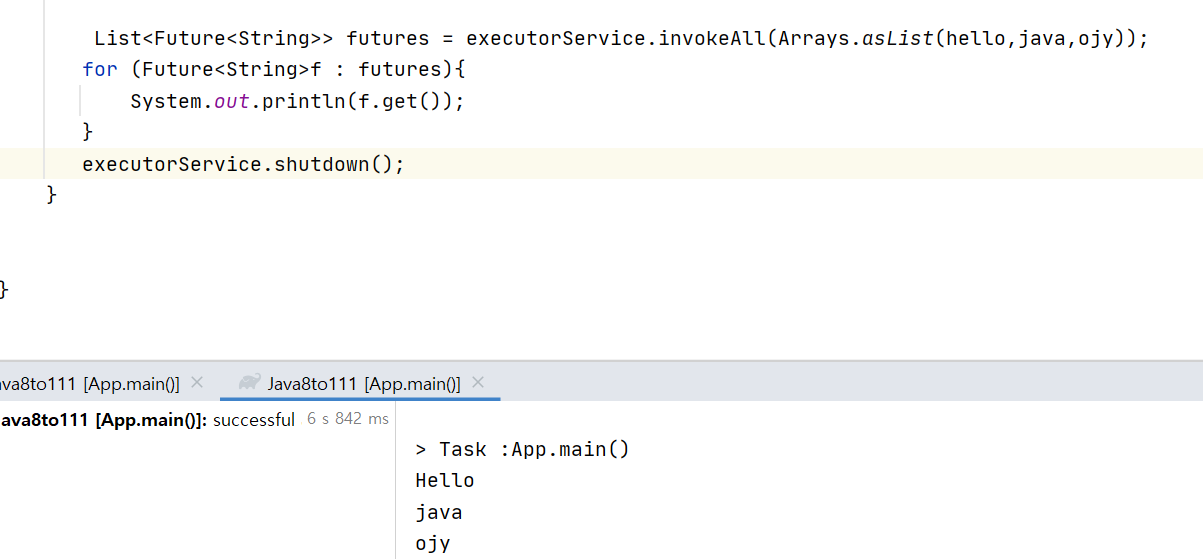 List<Future<String>> futures = executorService.invokeAll(Arrays.asList(hello,java,ojy));
for (Future<String>f : futures){
System.out.println(f.get());
}
executorService.shutdown();
}
}
ava8to111 [App.main()] × Java8to111 [App.main()] ×
ava8to111 [App.main()]: successful 6 s 842 ms
> Task :App.main()
Hello
java
ojy